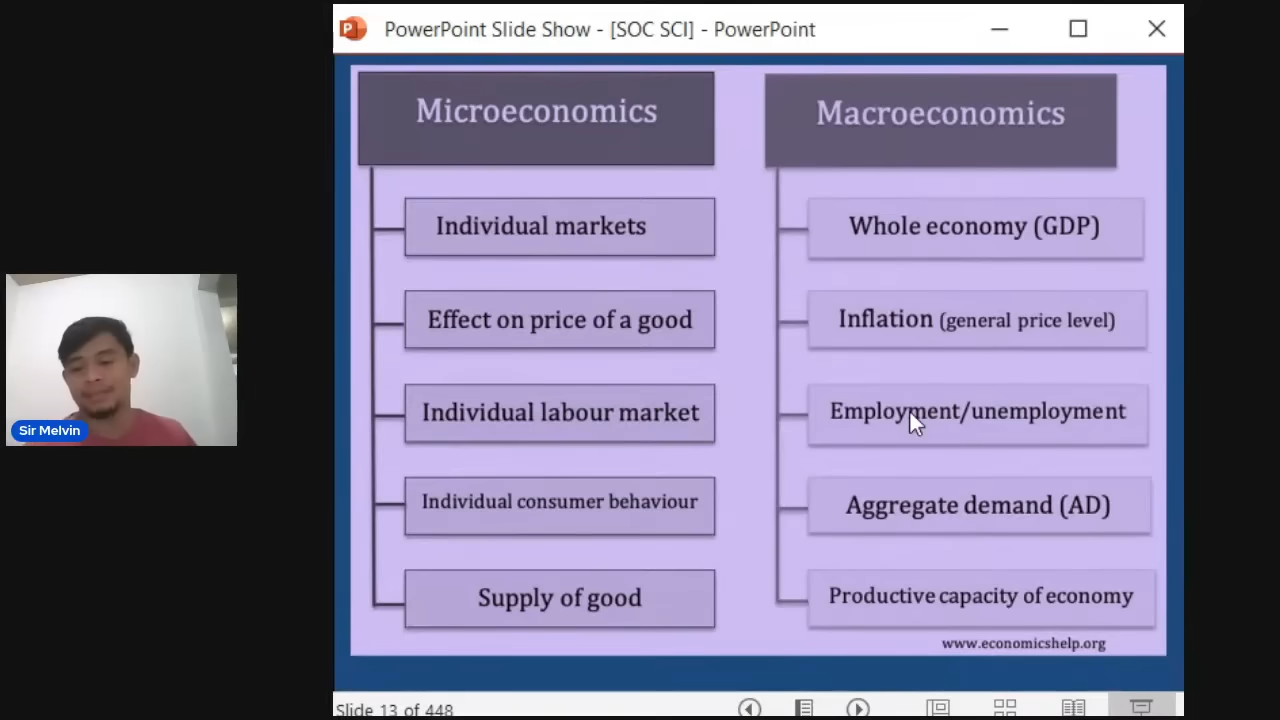 PowerPoint Slide Show - [SOC SCI] - PowerPoint
Microeconomics
Individual markets
Effect on price of a good
Individual labour market
Individual consumer behaviour
Supply of good
Macroeconomics
Whole economy (GDP)
Inflation (general price level)
Employment/unemployment
Aggregate demand (AD)
Productive capacity of economy
www.economicshelp.org
Sir Melvin
Slide 13 of 448